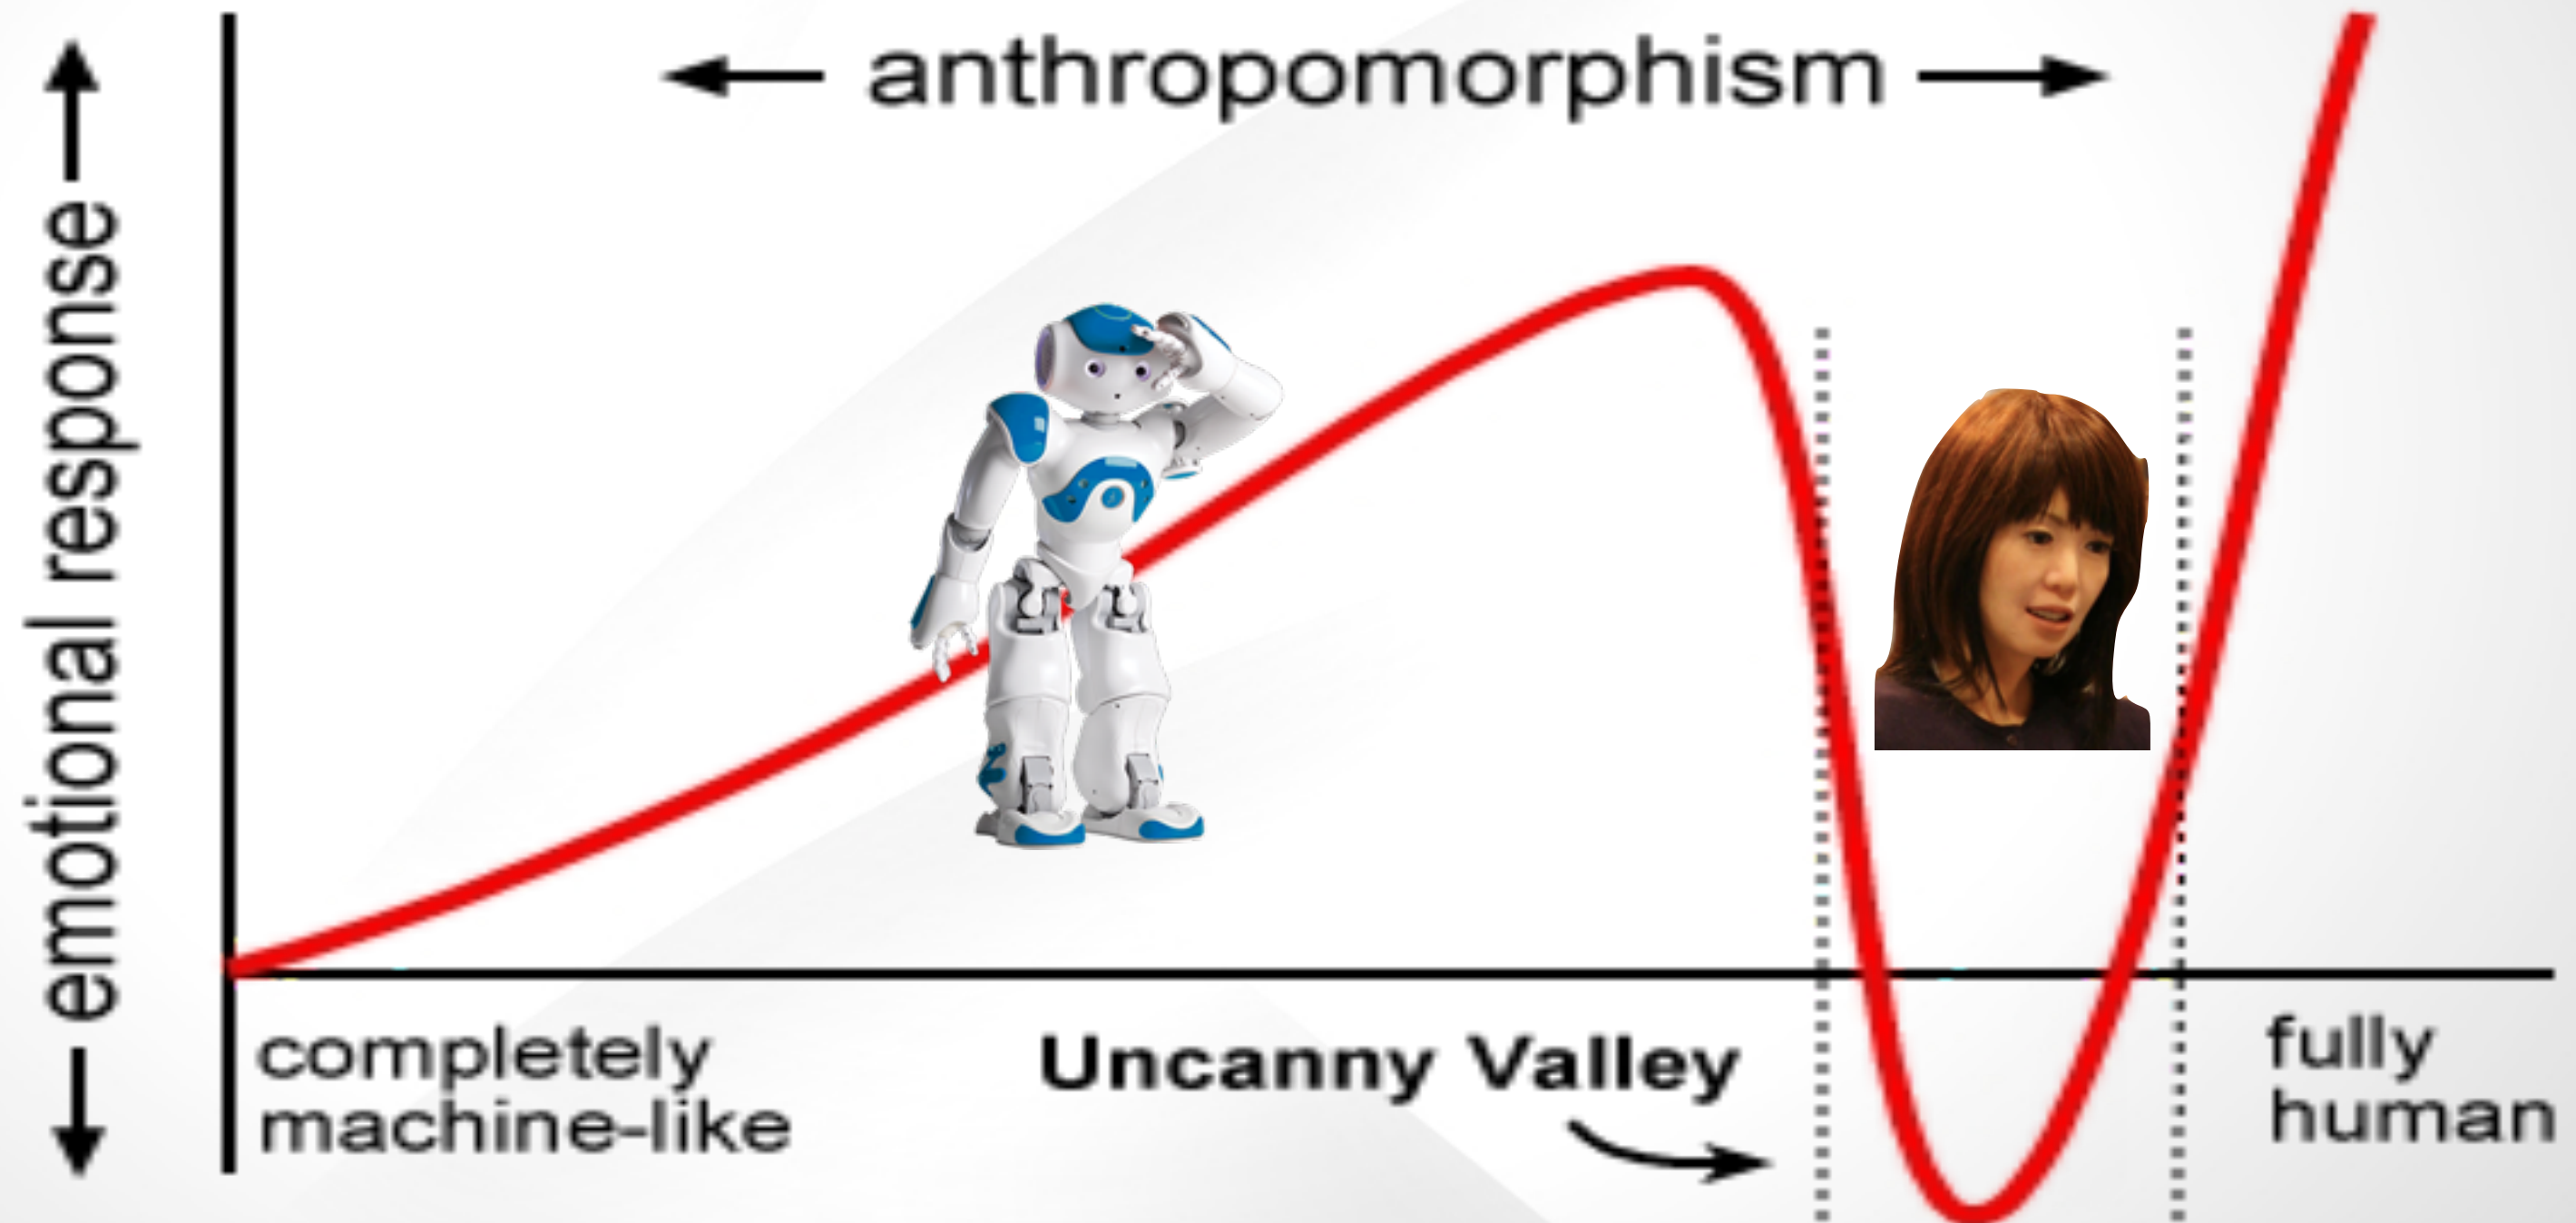 anthropomorphism
emotional response
completely
machine-like
Uncanny Valley
fully
human